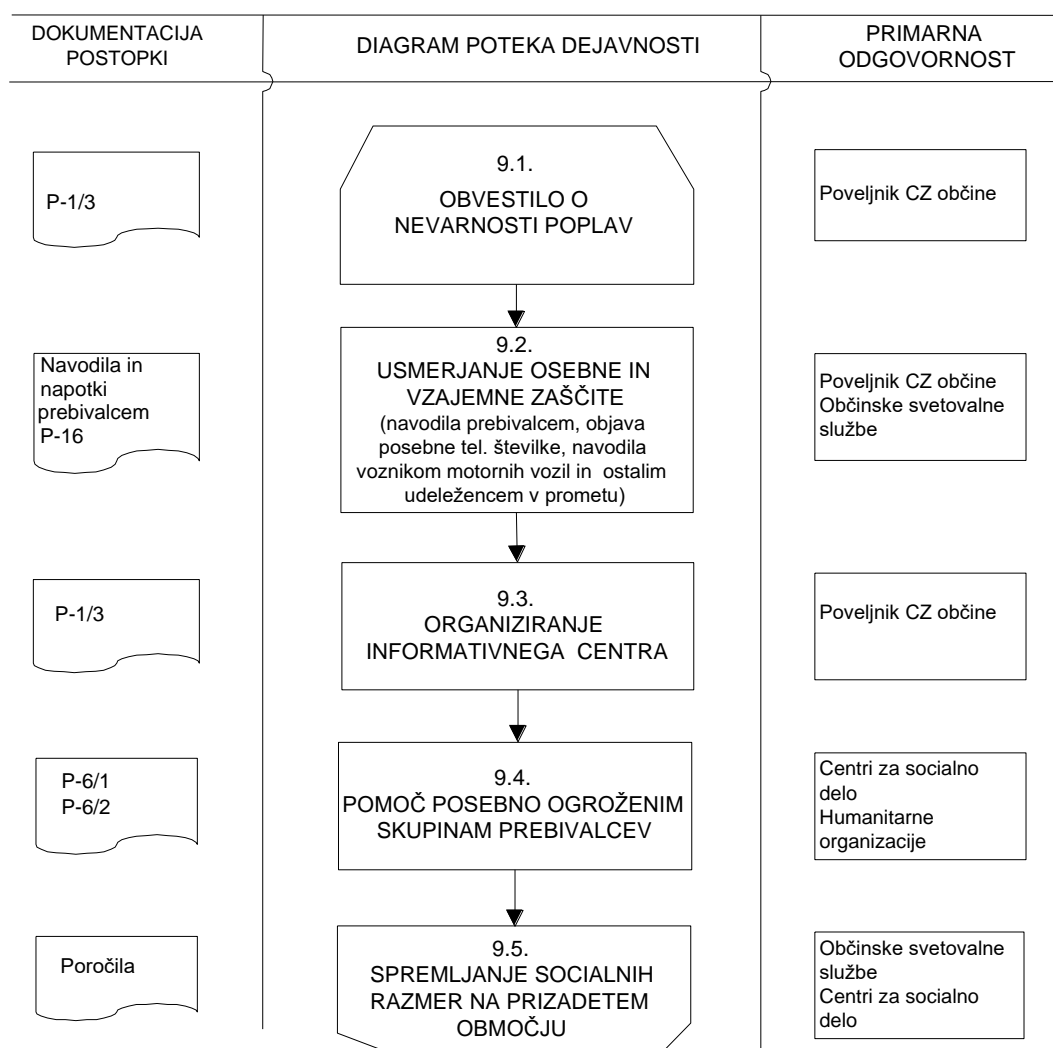 DOKUMENTACIJA
POSTOPKI
DIAGRAM POTEKA DEJAVNOSTI
PRIMARNA
ODGOVORNOST
P-1/3
9.1.
OBVESTILO O
NEVARNOSTI POPLAV
Poveljnik CZ občine
Navodila in
napotki
prebivalcem
P-16
9.2.
USMERJANJE OSEBNE IN
VZAJEMNE ZAŠČITE
(navodila prebivalcem, objava
posebne tel. številke, navodila
voznikom motornih vozil in ostalim
udeležencem v prometu)
Poveljnik CZ občine
Občinske svetovalne
službe
P-1/3
9.3.
ORGANIZIRANJE
INFORMATIVNEGA CENTRA
Poveljnik CZ občine
P-6/1
P-6/2
9.4.
POMOČ POSEBNO OGROŽENIM
SKUPINAM PREBIVALCEV
Centri za socialno
delo
Humanitarne
organizacije
Poročila
9.5.
SPREMLJANJE SOCIALNIH
RAZMER NA PRIZADETEM
OBMOČJU
Občinske svetovalne
službe
Centri za socialno
delo